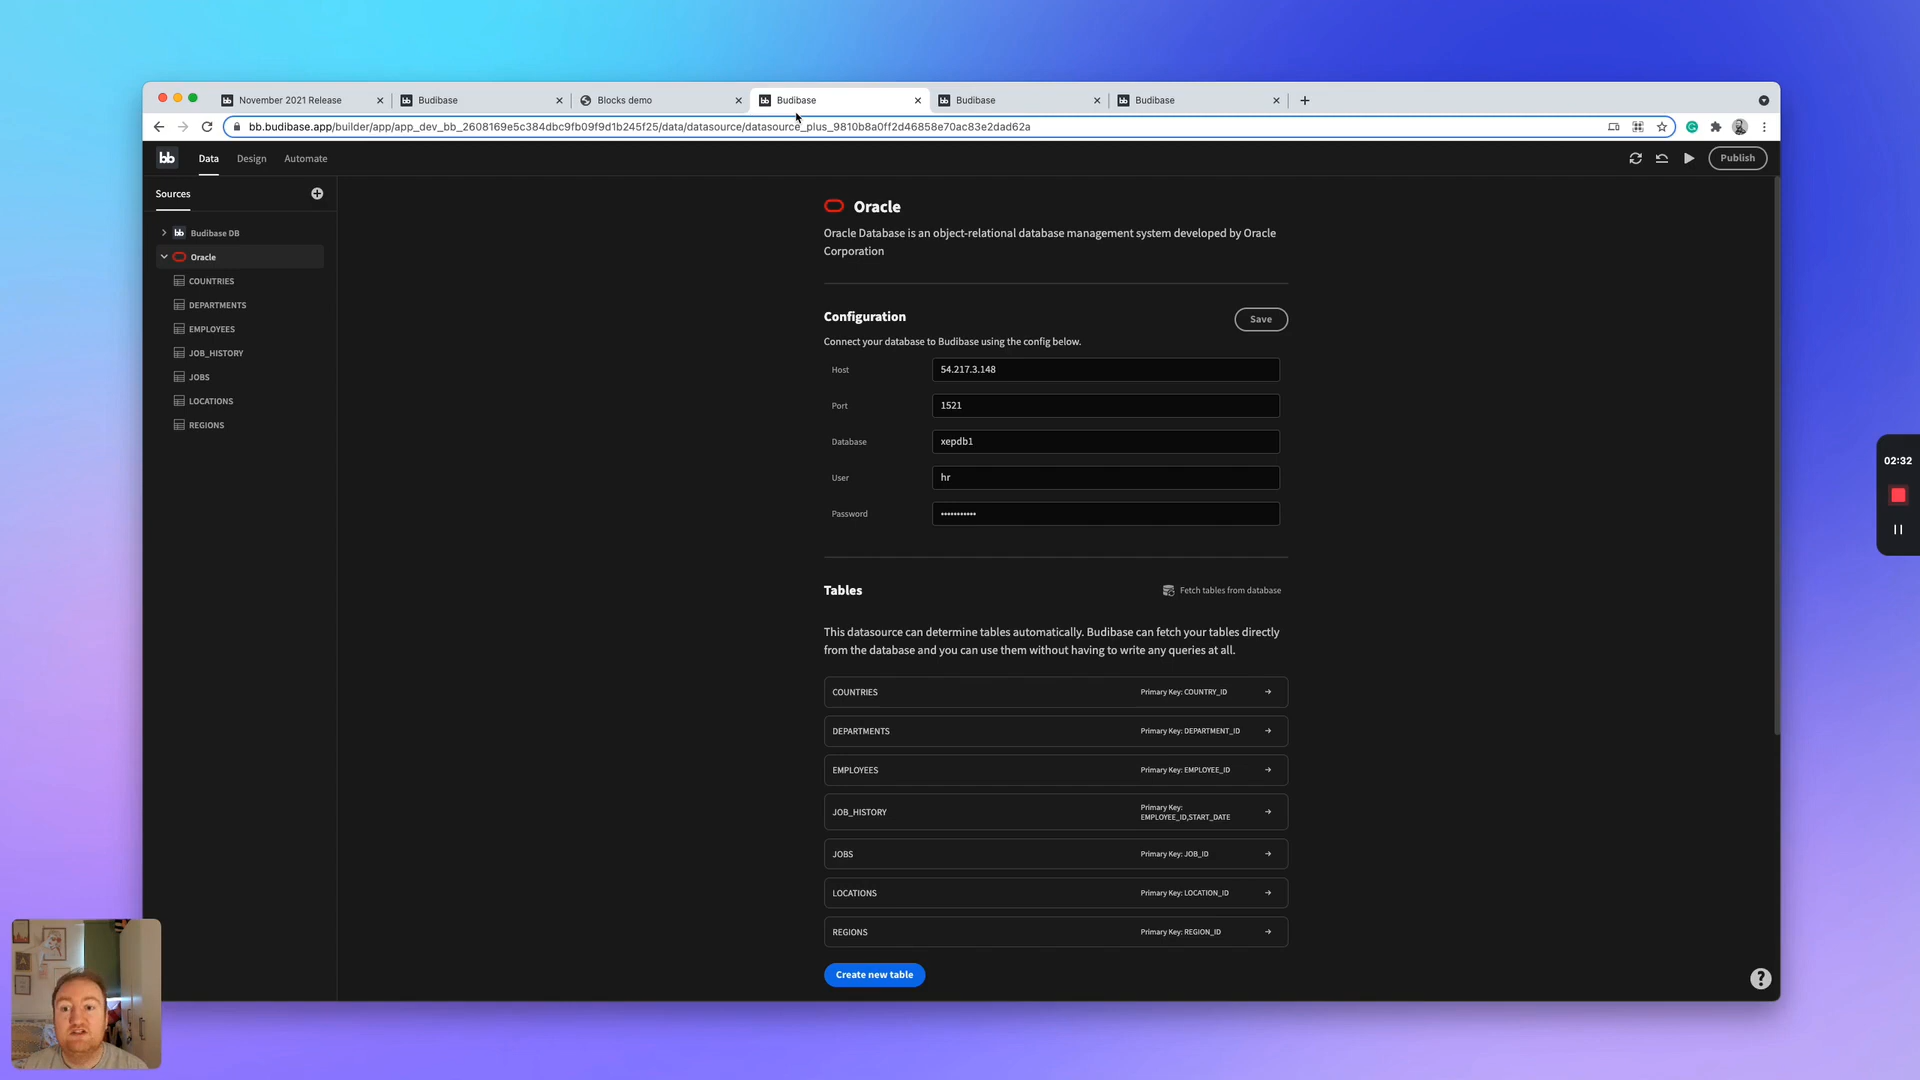 November 2021 Release
Budibase
Blocks demo
Budibase
Budibase
Budibase
bb.budibase.app/builder/app/app_dev_bb_2608169e5c384dbc9fb09f9d1b245f25/data/datasource/datasource_plus_9810b8a0ff2d46858e70ac83e2dad62a
bb
Data
Design
Automate
Publish
Sources
bb Budibase DB
Oracle
COUNTRIES
DEPARTMENTS
EMPLOYEES
JOB_HISTORY
JOBS
LOCATIONS
REGIONS
Oracle
Oracle Database is an object-relational database management system developed by Oracle
Corporation
Configuration
Save
Connect your database to Budibase using the config below.
Host
54.217.3.148
Port
1521
Database
xepdb1
User
hr
Password
•••••••••••
Tables
Fetch tables from database
This datasource can determine tables automatically. Budibase can fetch your tables directly
from the database and you can use them without having to write any queries at all.
COUNTRIES
Primary Key: COUNTRY_ID
DEPARTMENTS
Primary Key: DEPARTMENT_ID
EMPLOYEES
Primary Key: EMPLOYEE_ID
JOB_HISTORY
Primary Key:
EMPLOYEE_ID,START_DATE
JOBS
Primary Key: JOB_ID
LOCATIONS
Primary Key: LOCATION_ID
REGIONS
Primary Key: REGION_ID
Create new table
?
02:32